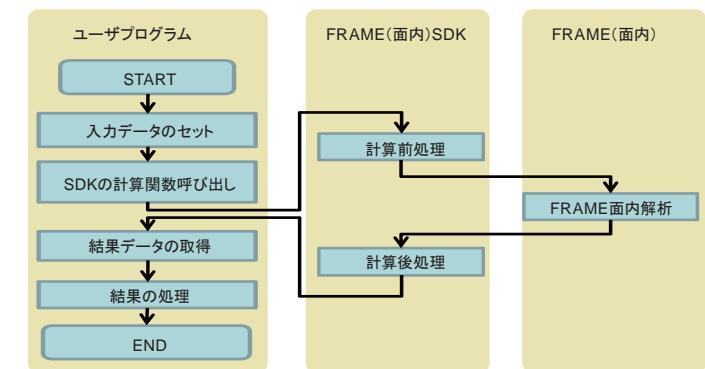 ユーザプログラム
START
入力データのセット
SDKの計算関数呼び出し
結果データの取得
結果の処理
END
FRAME(面内)SDK
計算前処理
計算後処理
FRAME(面内)
FRAME面内解析